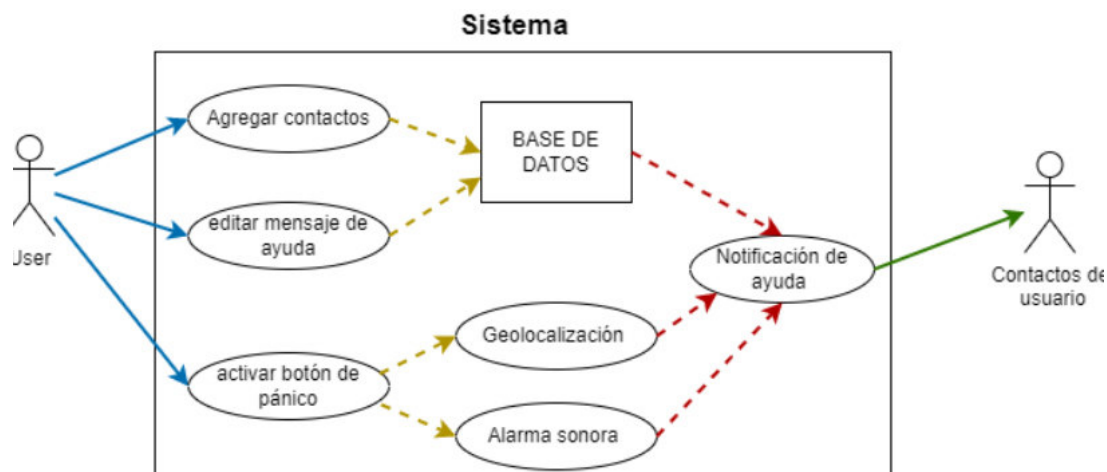 Sistema
Agregar contactos
BASE DE
DATOS
editar mensaje de
ayuda
User
Notificación de
ayuda
Contactos de
usuario
Geolocalización
activar botón de
pánico
Alarma sonora